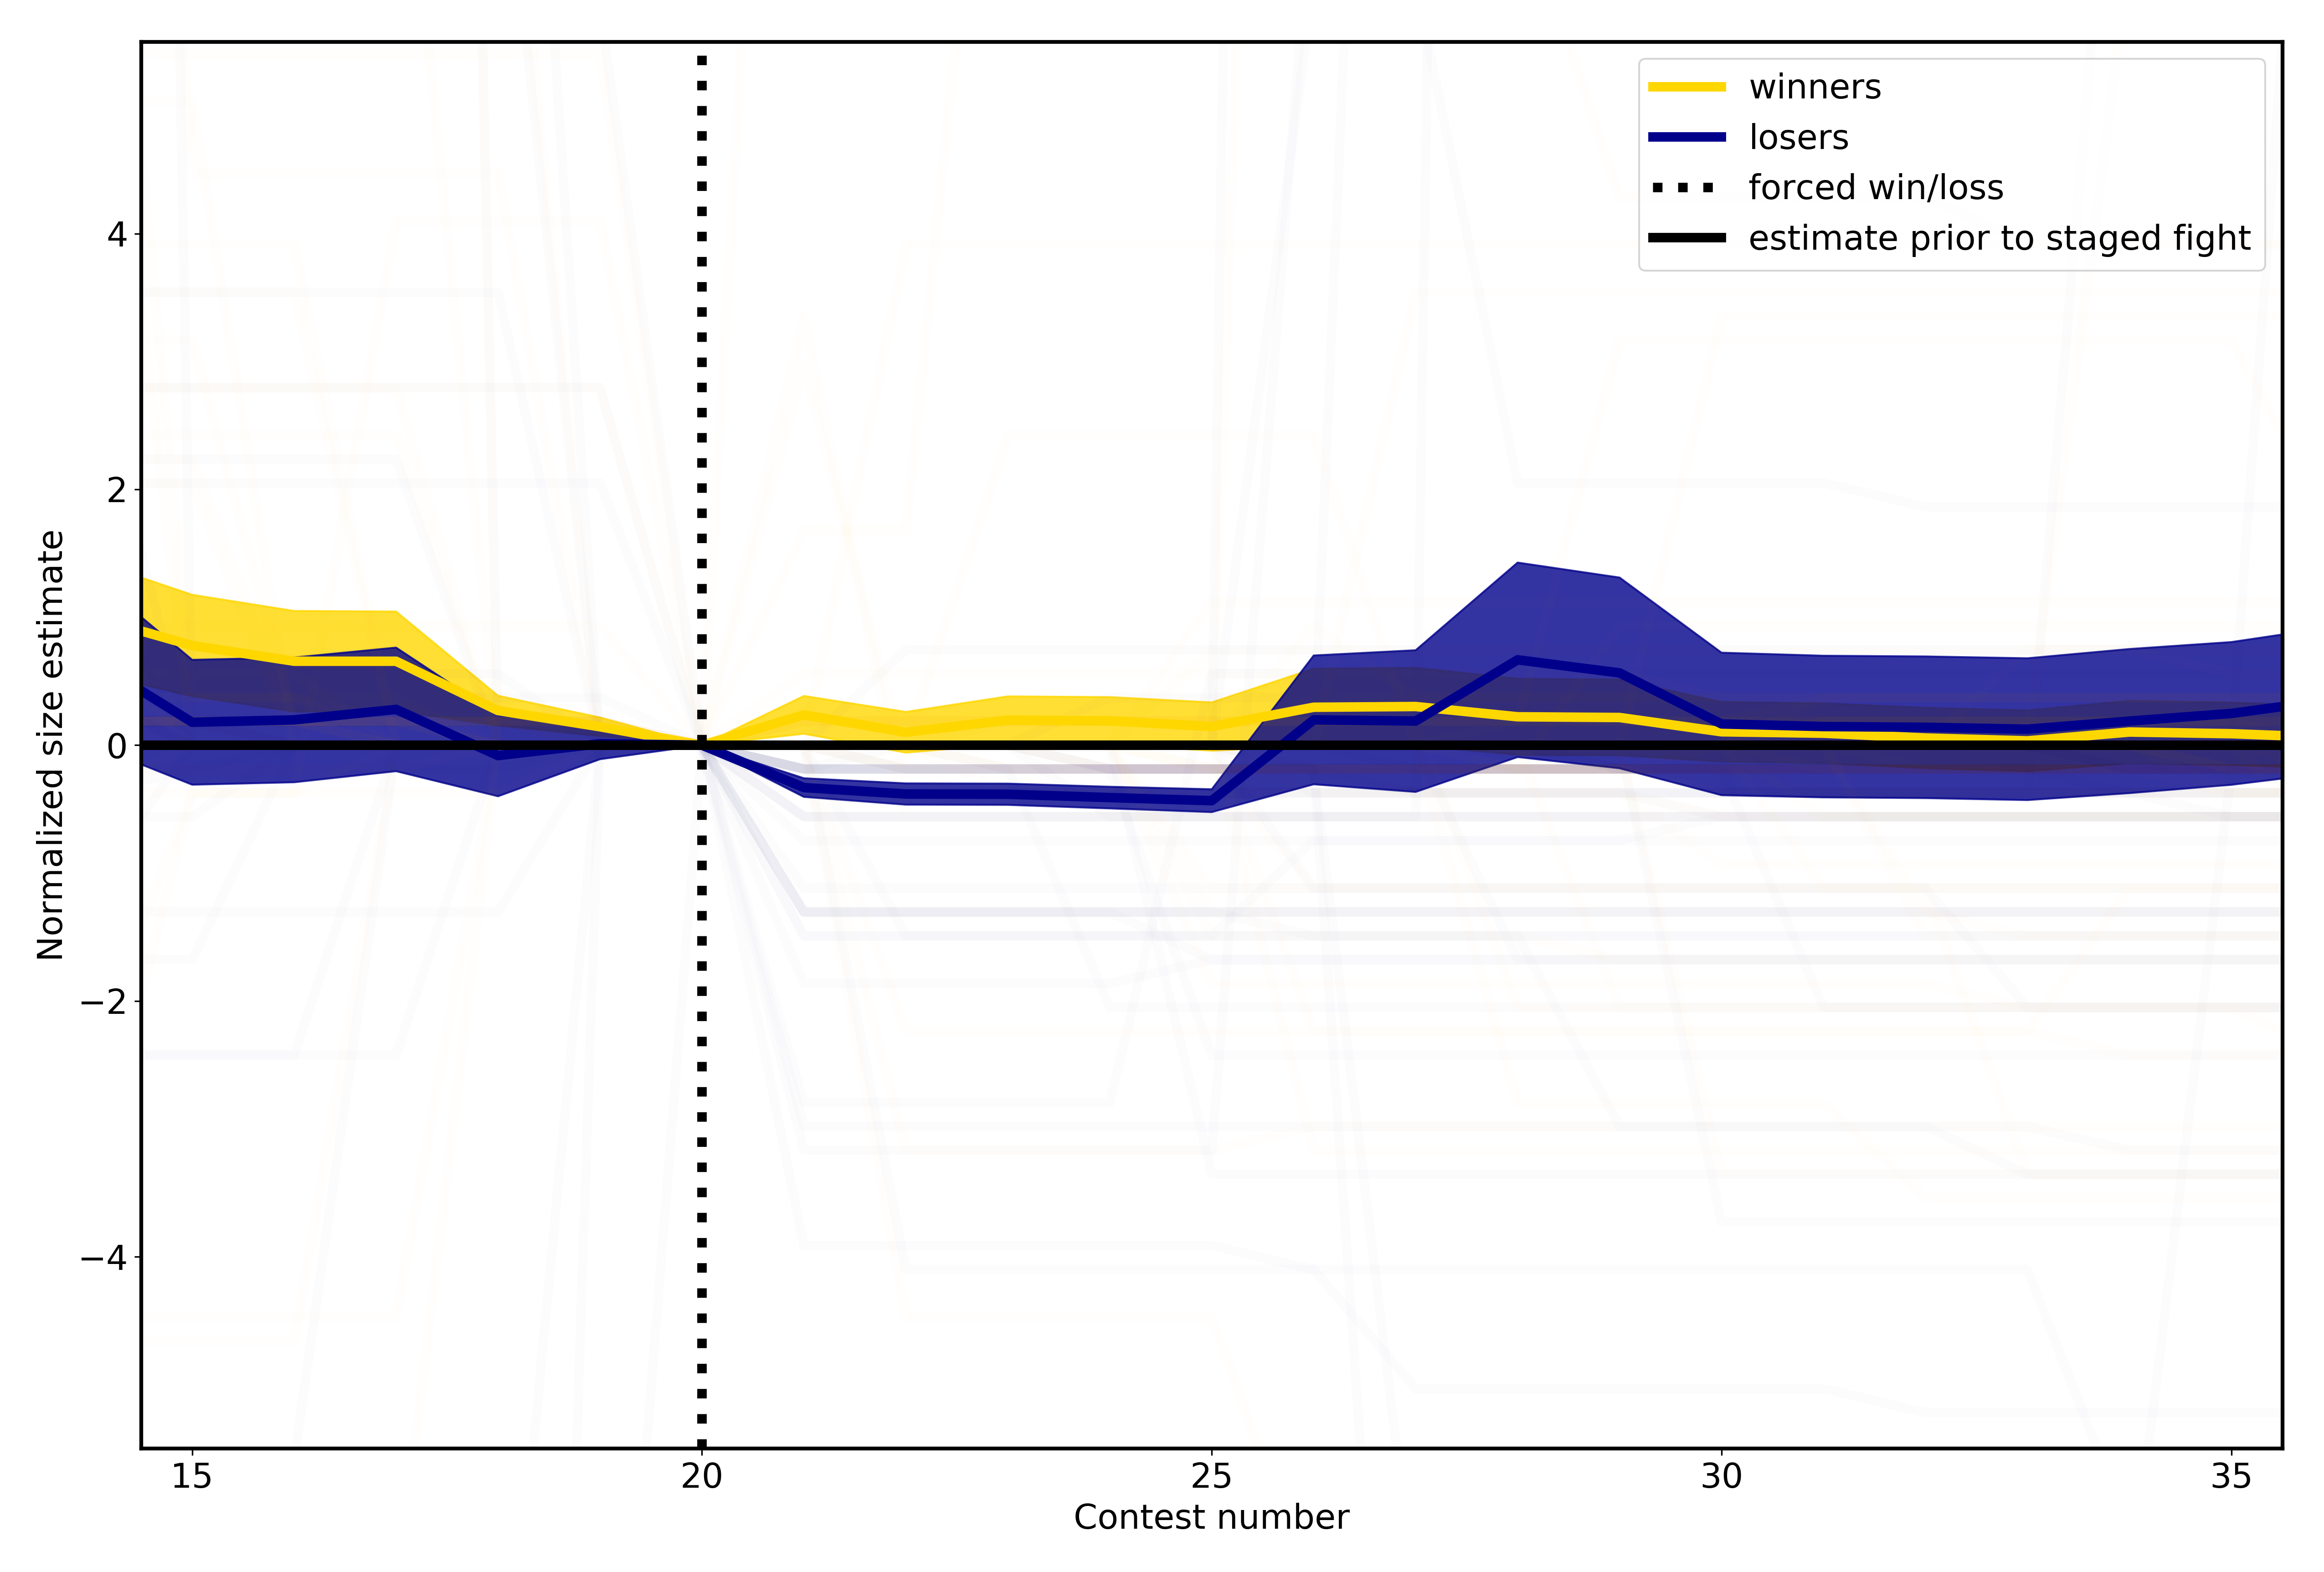 winners
losers
forced win/loss
estimate prior to staged fight
Normalized size estimate
4
2
0
−2
−4
15 20 25 30 35
Contest number